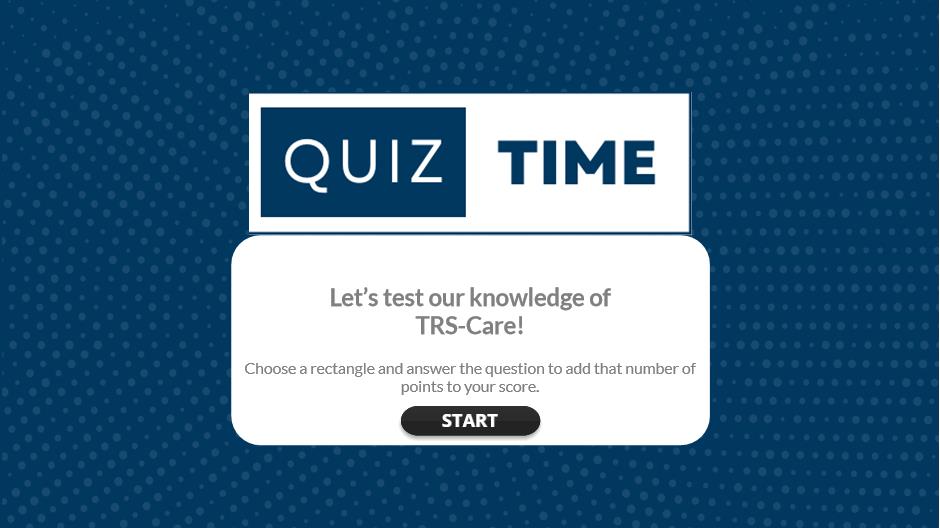 QUIZ TIME
Let’s test our knowledge of
TRS-Care!
Choose a rectangle and answer the question to add that number of
points to your score.
START